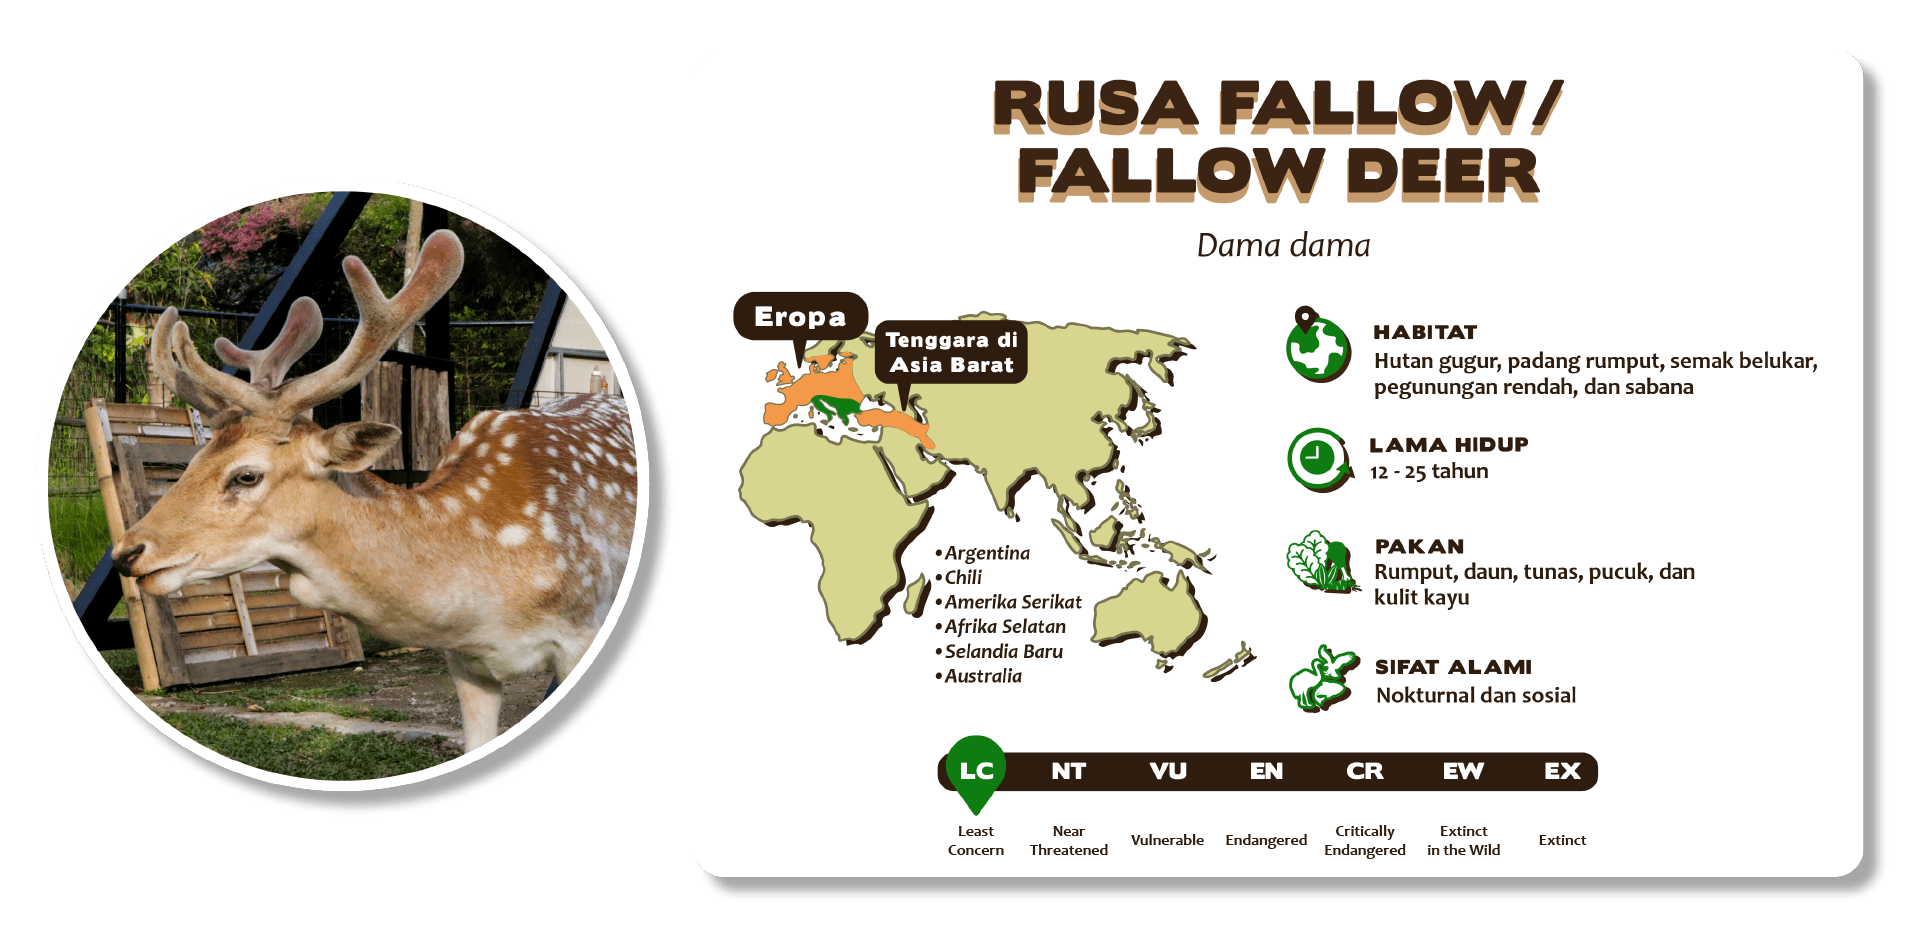 RUSA FALLOW/
FALLOW DEER
Dama dama
Eropa
Tenggara di
Asia Barat
•Argentina
•Chili
•Amerika Serikat
•Afrika Selatan
•Selandia Baru
•Australia
HABITAT
Hutan gugur, padang rumput, semak belukar,
pegunungan rendah, dan sabana
LAMA HIDUP
12 - 25 tahun
PAKAN
Rumput, daun, tunas, pucuk, dan
kulit kayu
SIFAT ALAMI
Nokturnal dan sosial
LC NT VU EN CR EW EX
Least Concern
Near Threatened
Vulnerable
Endangered
Critically Endangered
Extinct in the Wild
Extinct